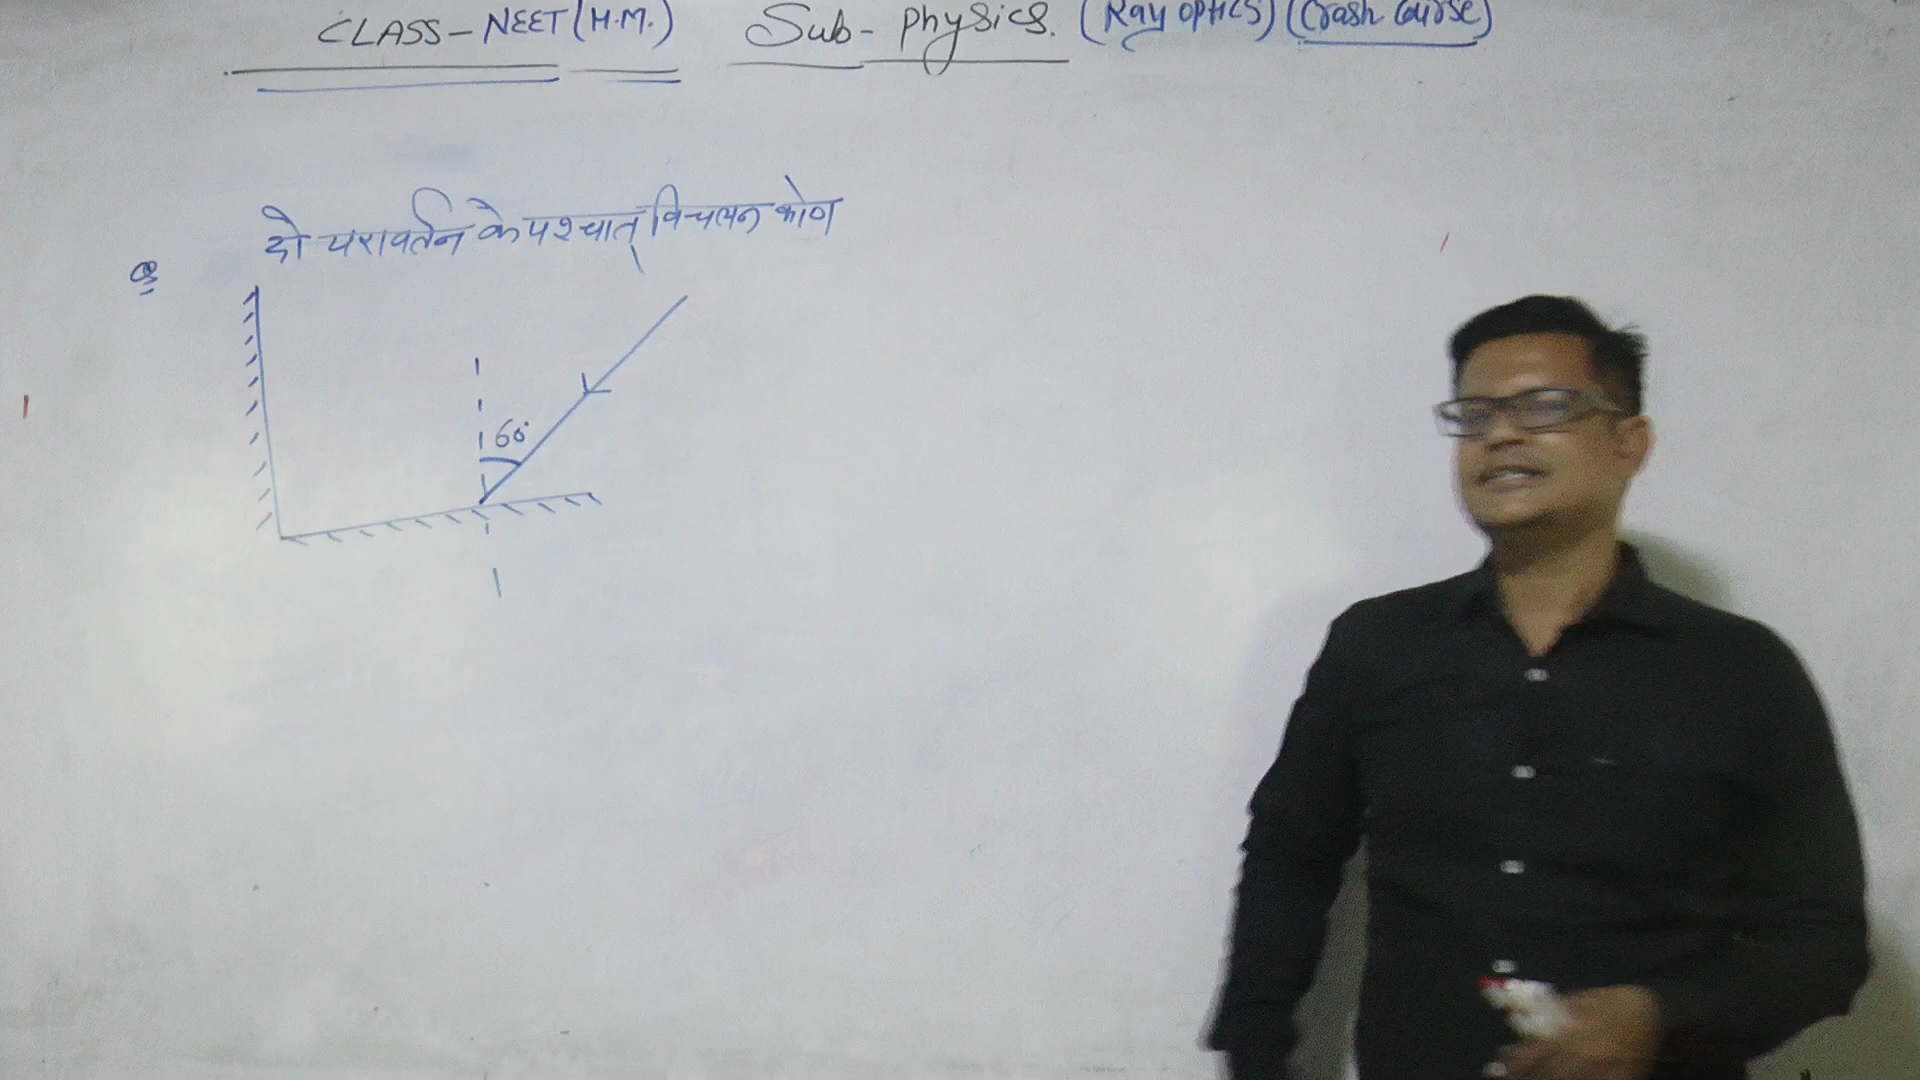 CLASS - NEET (H.M.) Sub - Physics. (Ray optics) (Crash Course)
दो परावर्तन के पश्चात् विचलन कोण
Q
60°